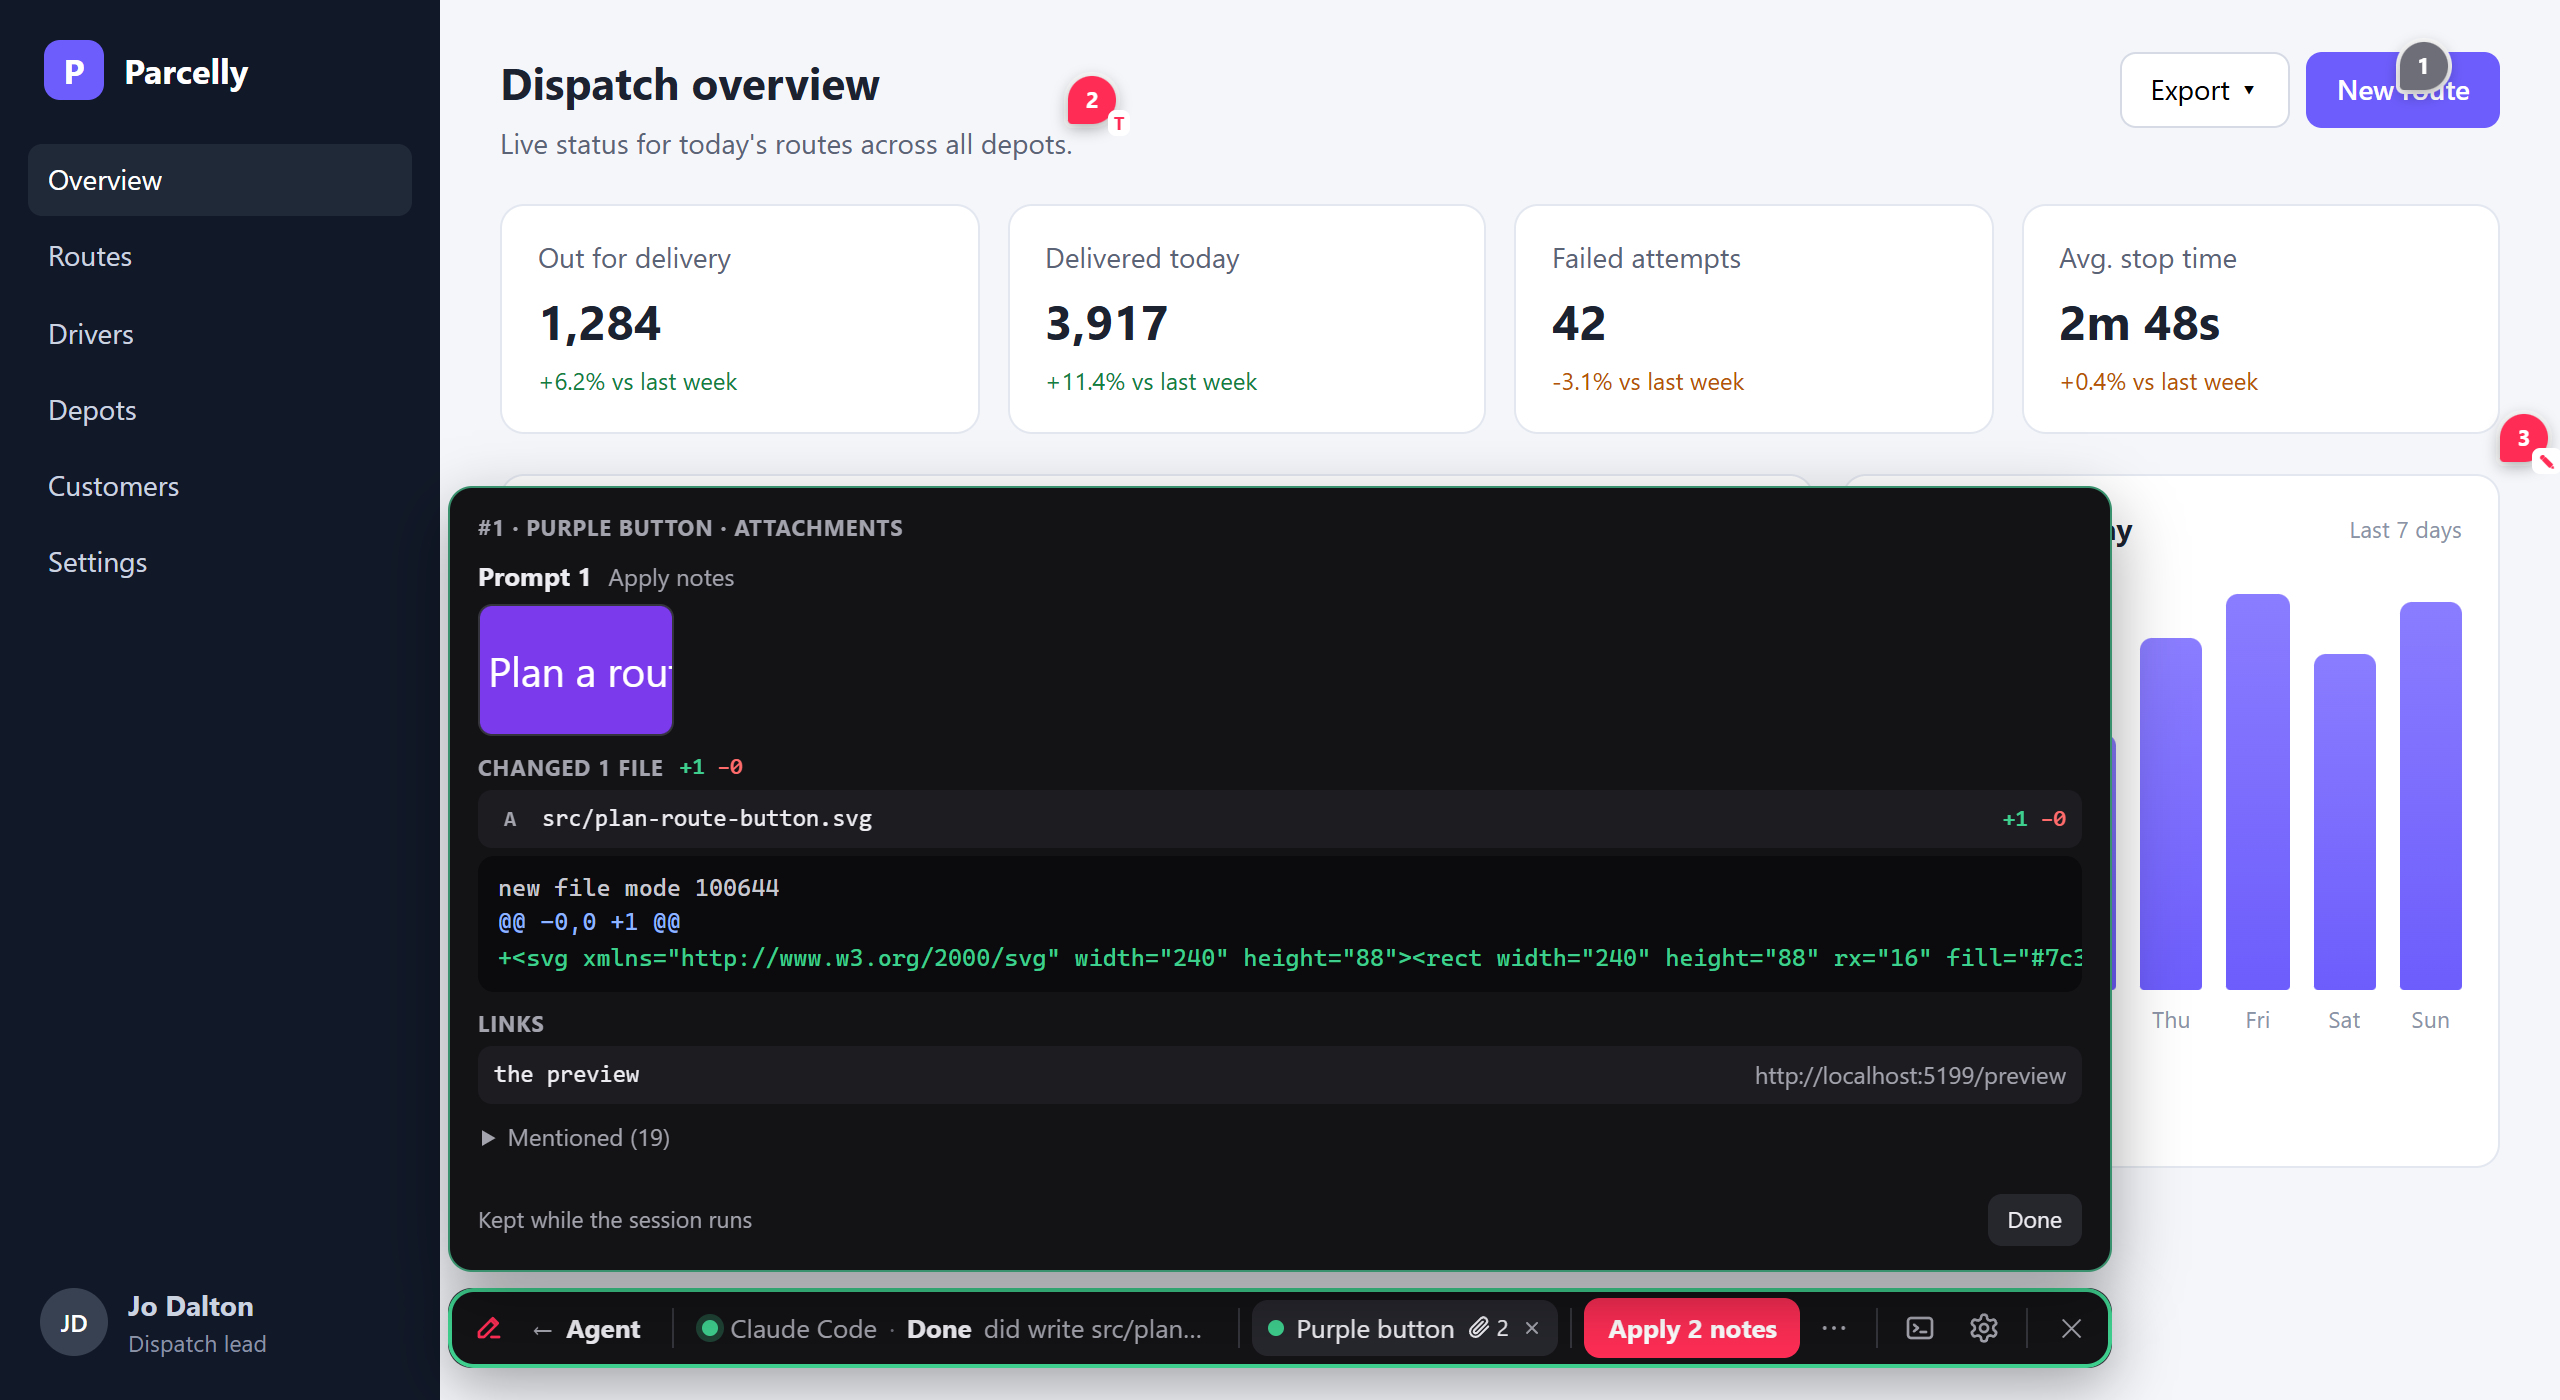 P Parcelly
Overview
Routes
Drivers
Depots
Customers
Settings
JD
Jo Dalton
Dispatch lead
Dispatch overview
Live status for today's routes across all depots.
2
T
Export ▼
New route
1
Out for delivery
1,284
+6.2% vs last week
Delivered today
3,917
+11.4% vs last week
Failed attempts
42
-3.1% vs last week
Avg. stop time
2m 48s
+0.4% vs last week
3
Last 7 days
Thu Fri Sat Sun
#1 · PURPLE BUTTON · ATTACHMENTS
Prompt 1 Apply notes
Plan a rou
CHANGED 1 FILE +1 −0
A src/plan-route-button.svg +1 −0
new file mode 100644
@@ −0,0 +1 @@
+<svg xmlns="http://www.w3.org/2000/svg" width="240" height="88"><rect width="240" height="88" rx="16" fill="#7c3
LINKS
the preview http://localhost:5199/preview
▶ Mentioned (19)
Kept while the session runs
Done
← Agent
Claude Code · Done did write src/plan...
Purple button 2 ×
Apply 2 notes